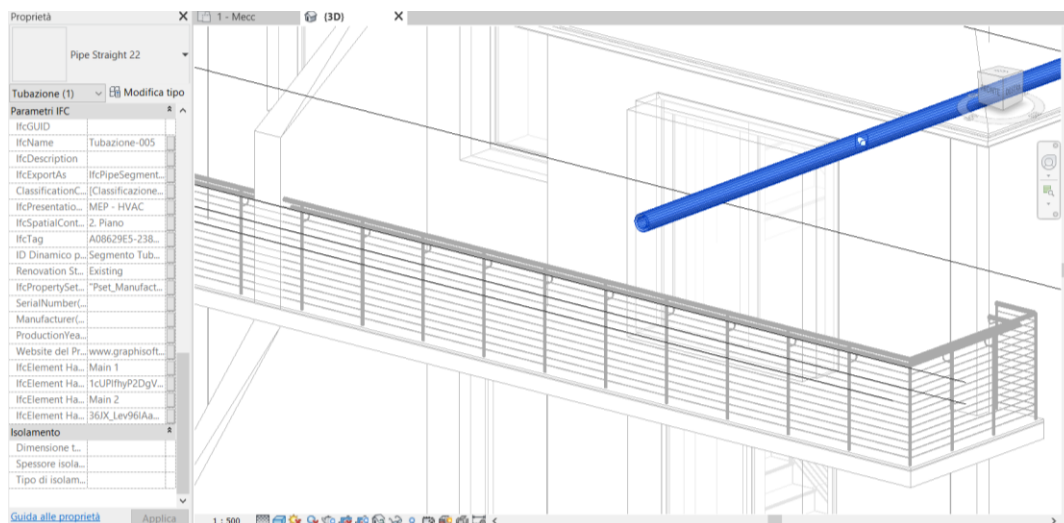 Proprietà
1 - Mecc
(3D)
Pipe Straight 22
Tubazione (1)
Modifica tipo
Parametri IFC
IfcGUID
IfcName Tubazione-005
IfcDescription
IfcExportAs IfcPipeSegment...
ClassificationC... [Classificazione...
IfcPresentatio... MEP - HVAC
IfcSpatialCont... 2. Piano
IfcTag A08629E5-238...
ID Dinamico p... Segmento Tub...
Renovation St... Existing
IfcPropertySet... "Pset_Manufact...
SerialNumber(...
Manufacturer(...
ProductionYea...
Website del Pr... www.graphisoft...
IfcElement Ha... Main 1
IfcElement Ha... 1cUPlfhyP2DgV...
IfcElement Ha... Main 2
IfcElement Ha... 36JX_Lev96IAa...
Isolamento
Dimensione t...
Spessore isola...
Tipo di isolam...
Guida alle proprietà
Applica
1 : 500